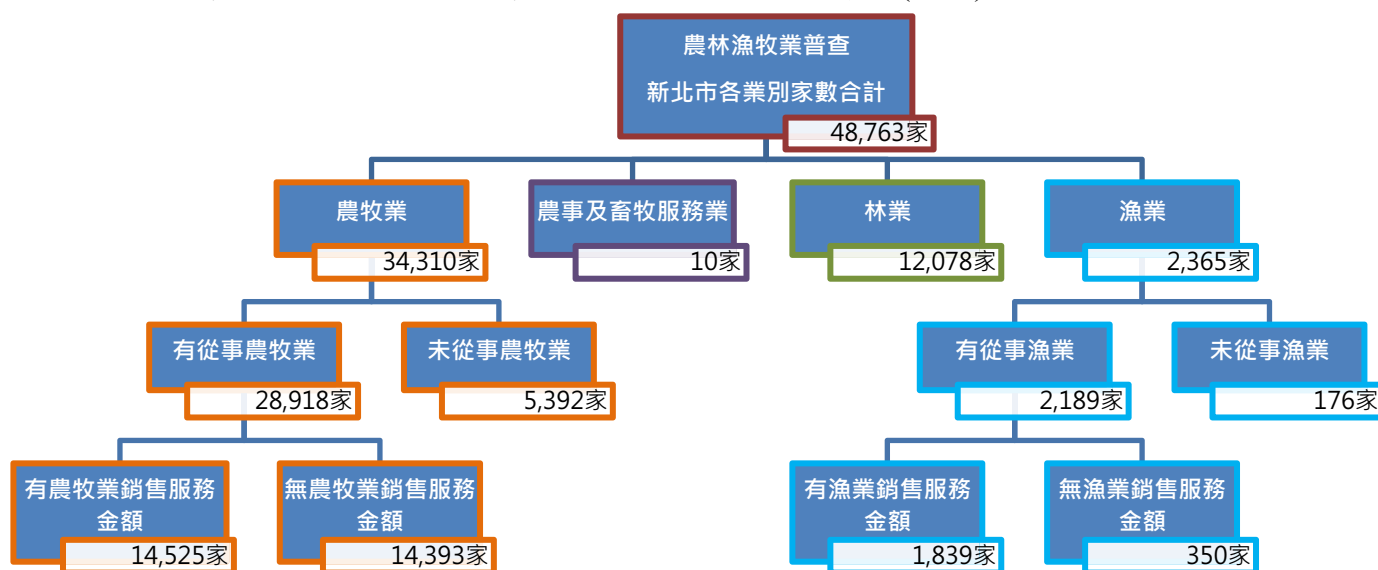 農林漁牧業普查
新北市各業別家數合計
48,763家
農牧業
34,310家
農事及畜牧服務業
10家
林業
12,078家
漁業
2,365家
有從事農牧業
28,918家
未從事農牧業
5,392家
有從事漁業
2,189家
未從事漁業
176家
有農牧業銷售服務
金額
14,525家
無農牧業銷售服務
金額
14,393家
有漁業銷售服務
金額
1,839家
無漁業銷售服務
金額
350家